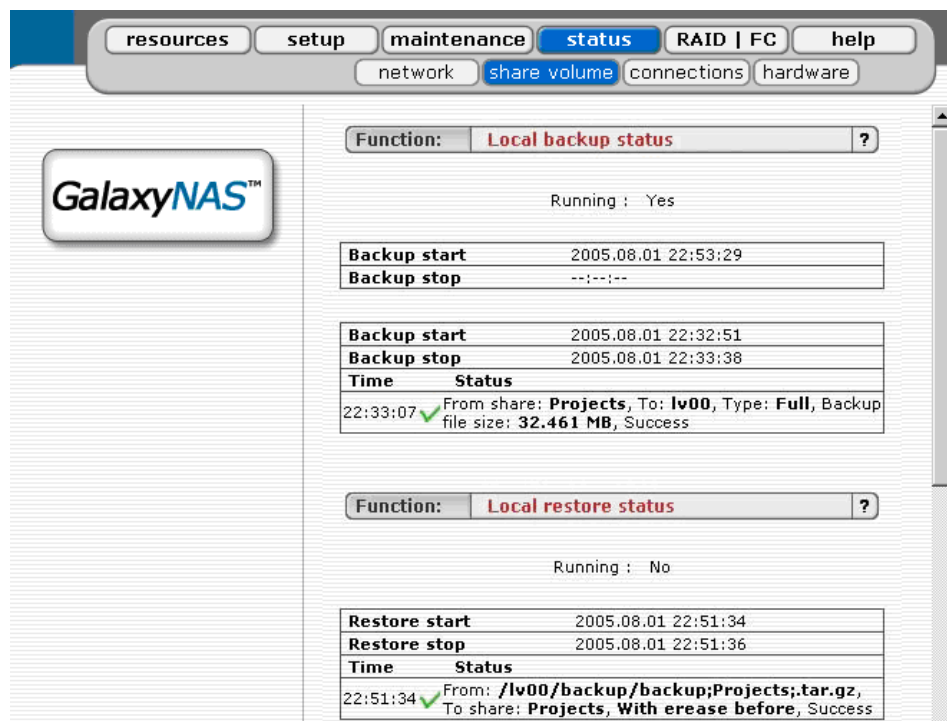 resources setup maintenance status RAID | FC help
network share volume connections hardware
GalaxyNAS™
Function: Local backup status ?
Running : Yes
Backup start 2005.08.01 22:53:29
Backup stop --:--:--
Backup start 2005.08.01 22:32:51
Backup stop 2005.08.01 22:33:38
Time Status
22:33:07 From share: Projects, To: lv00, Type: Full, Backup
file size: 32.461 MB, Success
Function: Local restore status ?
Running : No
Restore start 2005.08.01 22:51:34
Restore stop 2005.08.01 22:51:36
Time Status
22:51:34 From: /lv00/backup/backup;Projects;.tar.gz,
To share: Projects, With erease before, Success